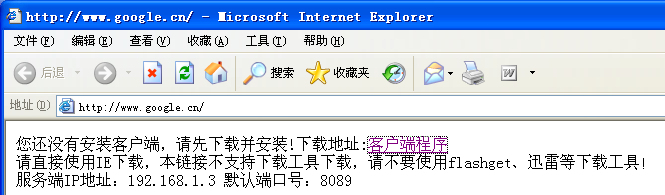 http://www.google.cn/ - Microsoft Internet Explorer
文件(F) 编辑(E) 查看(V) 收藏(A) 工具(T) 帮助(H)
后退 搜索 收藏夹 W
地址(D) http://www.google.cn/
您还没有安装客户端，请先下载并安装!下载地址:客户端程序
请直接使用IE下载，本链接不支持下载工具下载，请不要使用flashget、迅雷等下载工具!
服务端IP地址：192.168.1.3 默认端口号：8089